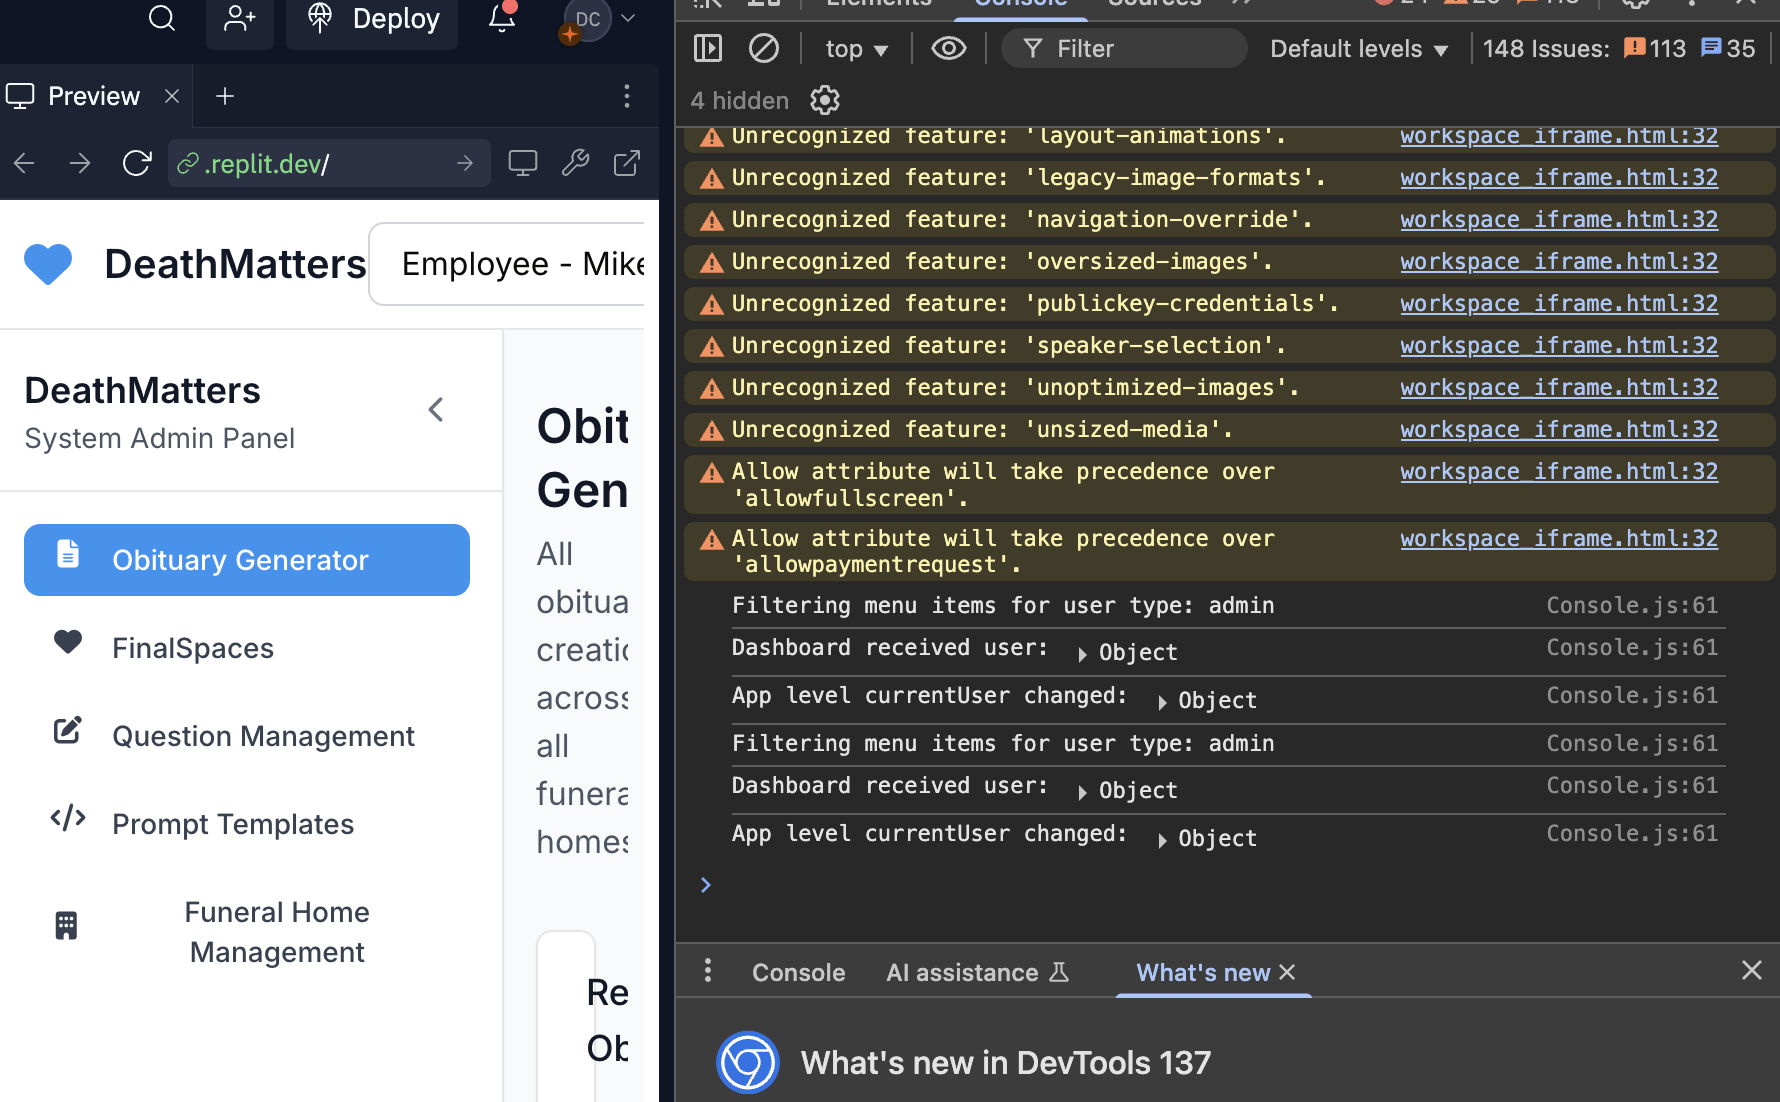 Deploy
DC
Preview
.replit.dev/
DeathMatters
Employee - Mike
DeathMatters
System Admin Panel
Obituary Generator
FinalSpaces
Question Management
Prompt Templates
Funeral Home
Management
Obit
Gen
All
obitua
creatic
across
all
funera
homes
Re
Ob
Elements
Console
Sources
top
Filter
Default levels
148 Issues:
113
35
4 hidden
Unrecognized feature: 'layout-animations'. workspace_iframe.html:32
Unrecognized feature: 'legacy-image-formats'. workspace_iframe.html:32
Unrecognized feature: 'navigation-override'. workspace_iframe.html:32
Unrecognized feature: 'oversized-images'. workspace_iframe.html:32
Unrecognized feature: 'publickey-credentials'. workspace_iframe.html:32
Unrecognized feature: 'speaker-selection'. workspace_iframe.html:32
Unrecognized feature: 'unoptimized-images'. workspace_iframe.html:32
Unrecognized feature: 'unsized-media'. workspace_iframe.html:32
Allow attribute will take precedence over workspace_iframe.html:32
'allowfullscreen'.
Allow attribute will take precedence over workspace_iframe.html:32
'allowpaymentrequest'.
Filtering menu items for user type: admin Console.js:61
Dashboard received user: Object Console.js:61
App level currentUser changed: Object Console.js:61
Filtering menu items for user type: admin Console.js:61
Dashboard received user: Object Console.js:61
App level currentUser changed: Object Console.js:61
Console
AI assistance
What's new
What's new in DevTools 137